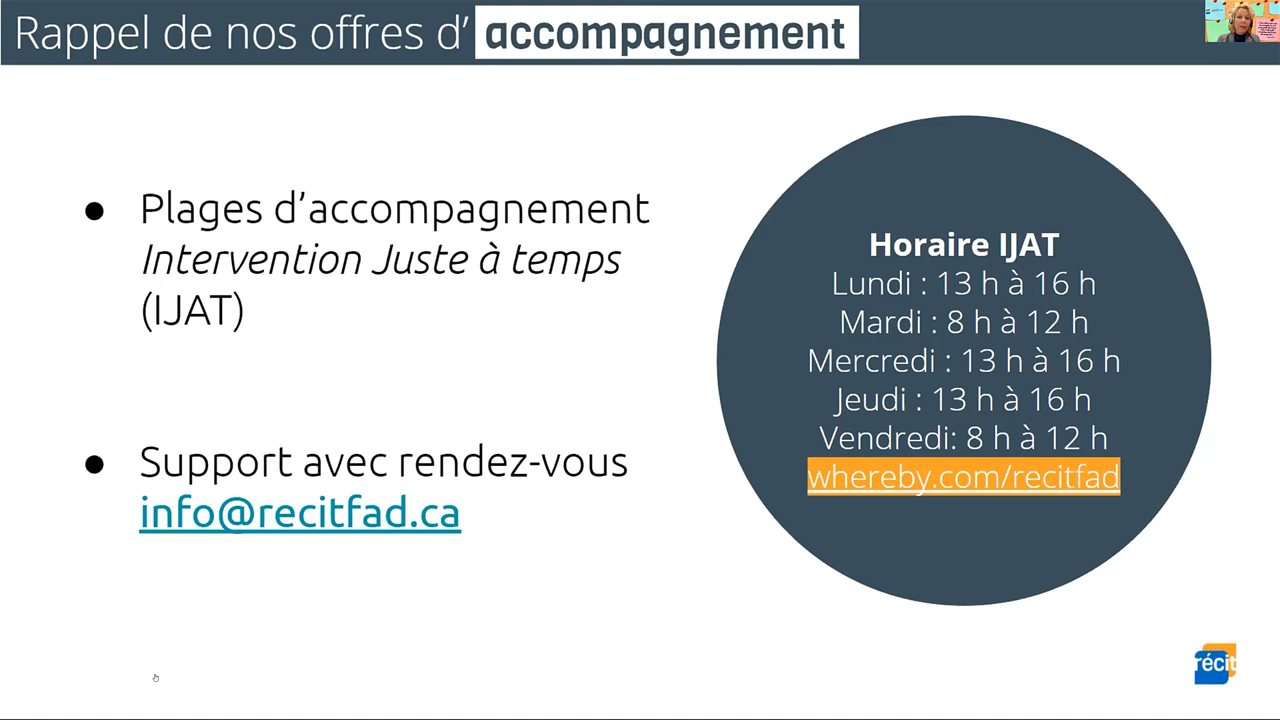 Rappel de nos offres d’ accompagnement
● Plages d’accompagnement
Intervention Juste à temps
(IJAT)
● Support avec rendez-vous
info@recitfad.ca
Horaire IJAT
Lundi : 13 h à 16 h
Mardi : 8 h à 12 h
Mercredi : 13 h à 16 h
Jeudi : 13 h à 16 h
Vendredi: 8 h à 12 h
whereby.com/recitfad
récit